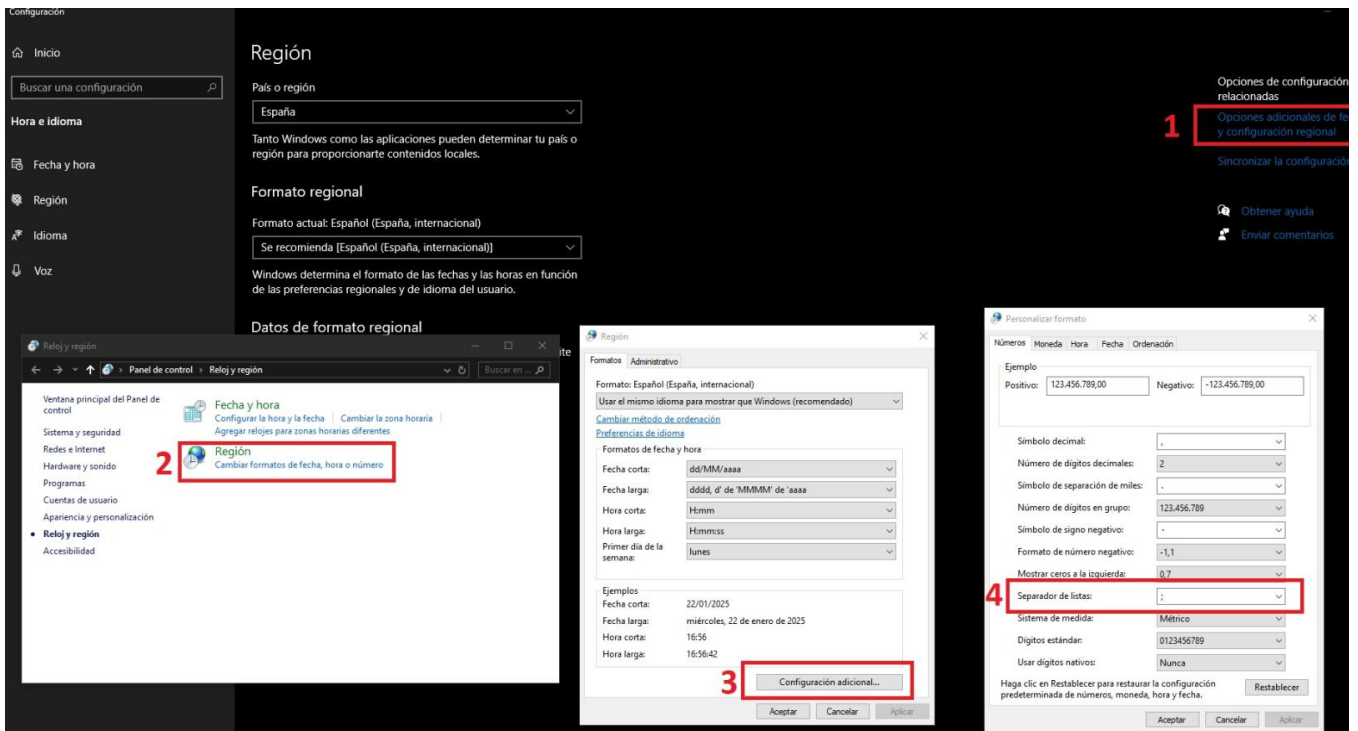 Configuración
Inicio
Buscar una configuración
Hora e idioma
Fecha y hora
Región
Idioma
Voz
Región
País o región
España
Tanto Windows como las aplicaciones pueden determinar tu país o
región para proporcionarte contenidos locales.
Formato regional
Formato actual: Español (España, internacional)
Se recomienda [Español (España, internacional)]
Windows determina el formato de las fechas y las horas en función
de las preferencias regionales y de idioma del usuario.
Datos de formato regional
ite
Opciones de configuración
relacionadas
1
Opciones adicionales de fe
y configuración regional
Sincronizar la configuración
Obtener ayuda
Enviar comentarios
Reloj y región
Panel de control > Reloj y región
Buscar en ...
Ventana principal del Panel de
control
Sistema y seguridad
Redes e Internet
Hardware y sonido
Programas
Cuentas de usuario
Apariencia y personalización
Reloj y región
Accesibilidad
Fecha y hora
Configurar la hora y la fecha | Cambiar la zona horaria
Agregar relojes para zonas horarias diferentes
2
Región
Cambiar formatos de fecha, hora o número
Región
Formatos Administrativo
Formato: Español (España, internacional)
Usar el mismo idioma para mostrar que Windows (recomendado)
Cambiar método de ordenación
Preferencias de idioma
Formatos de fecha y hora
Fecha corta: dd/MM/aaaa
Fecha larga: dddd, d' de 'MMMM' de 'aaaa
Hora corta: H:mm
Hora larga: H:mm:ss
Primer día de la
semana: lunes
Ejemplos
Fecha corta: 22/01/2025
Fecha larga: miércoles, 22 de enero de 2025
Hora corta: 16:56
Hora larga: 16:56:42
3
Configuración adicional...
Aceptar Cancelar Aplicar
Personalizar formato
Números Moneda Hora Fecha Ordenación
Ejemplo
Positivo: 123.456.789,00 Negativo: -123.456.789,00
Símbolo decimal: ,
Número de dígitos decimales: 2
Símbolo de separación de miles: .
Número de dígitos en grupo: 123.456.789
Símbolo de signo negativo: -
Formato de número negativo: -1,1
Mostrar ceros a la izquierda: 0,7
4
Separador de listas: ;
Sistema de medida: Métrico
Dígitos estándar: 0123456789
Usar dígitos nativos: Nunca
Haga clic en Restablecer para restaurar la configuración
predeterminada de números, moneda, hora y fecha.
Restablecer
Aceptar Cancelar Aplicar